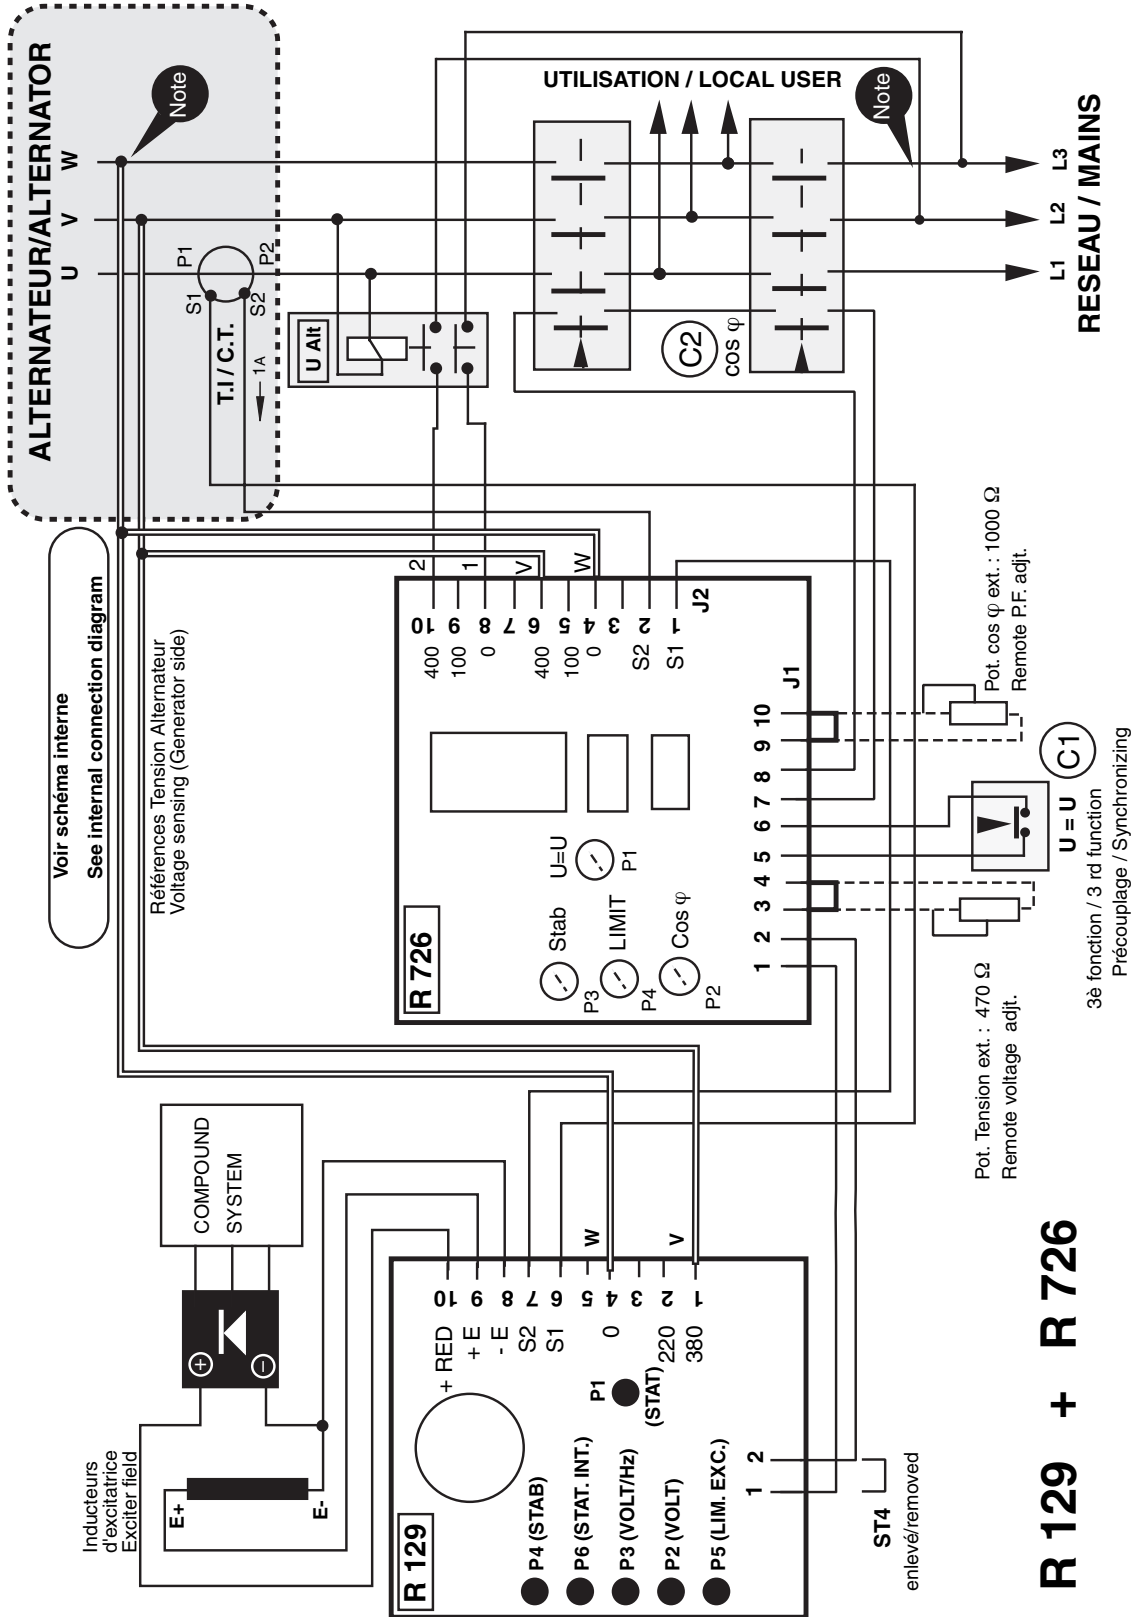 ALTERNATEUR/ALTERNATOR
U
V
W
Note
P1
P2
S1
S2
T.I / C.T.
1A
U Alt
UTILISATION / LOCAL USER
Note
C2
cos φ
L1
L2
L3
RESEAU / MAINS
Voir schéma interne
See internal connection diagram
Références Tension Alternateur
Voltage sensing (Generator side)
2
1
V
W
10
9
8
7
6
5
4
3
2
1
400
100
0
400
100
0
S2
S1
J2
R 726
Stab
P3
LIMIT
P4
Cos φ
P2
U=U
P1
J1
1
2
3
4
5
6
7
8
9
10
Pot. cos φ ext. : 1000 Ω
Remote P.F. adjt.
C1
U = U
3è fonction / 3 rd function
Précouplage / Synchronizing
Pot. Tension ext. : 470 Ω
Remote voltage adjt.
COMPOUND
SYSTEM
+
−
Inducteurs
d'excitatrice
Exciter field
E+
E-
R 129
+ RED
+ E
- E
S2
S1
0
220
380
10
9
8
7
6
5
4
3
2
1
W
V
P1
(STAT)
P4 (STAB)
P6 (STAT. INT.)
P3 (VOLT/Hz)
P2 (VOLT)
P5 (LIM. EXC.)
1
2
ST4
enlevé/removed
R 129 + R 726